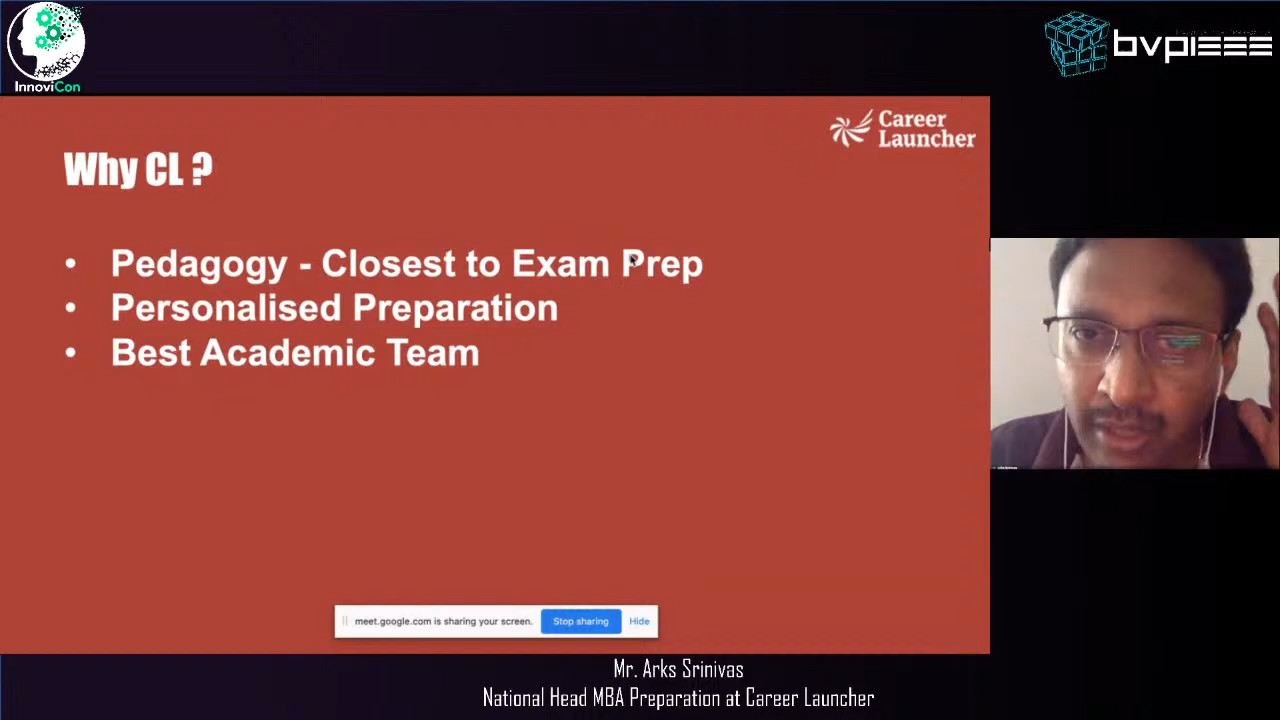 InnoviCon
bvpieee
Career
Launcher
Why CL ?
• Pedagogy - Closest to Exam Prep
• Personalised Preparation
• Best Academic Team
meet.google.com is sharing your screen. Stop sharing Hide
Mr. Arks Srinivas
National Head MBA Preparation at Career Launcher